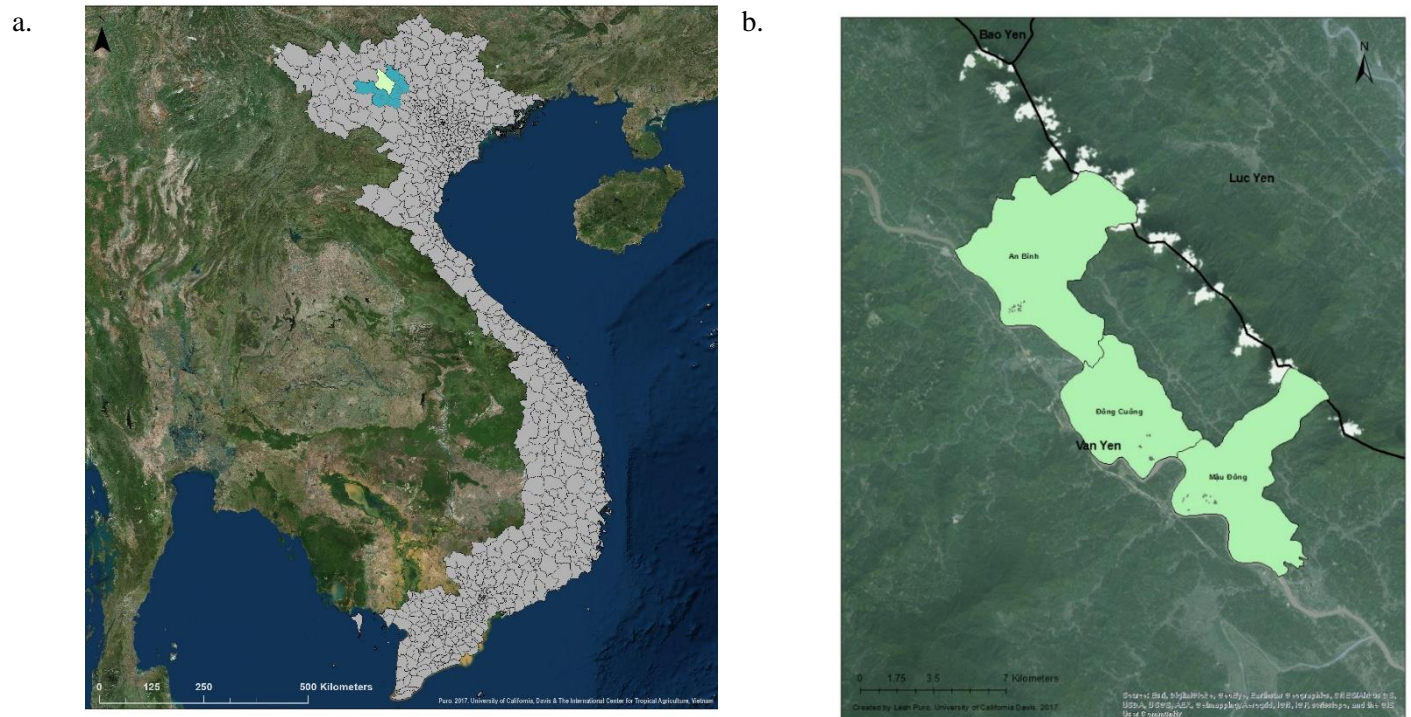 a.
0 125 250 500 Kilometers
Puro. 2017. University of California, Davis & The International Center for Tropical Agriculture, Vietnam
b.
Bao Yen
N
Luc Yen
An Bình
Đông Cuông
Van Yen
Mậu Đông
0 1.75 3.5 7 Kilometers
Created by Leah Puro. University of California Davis. 2017